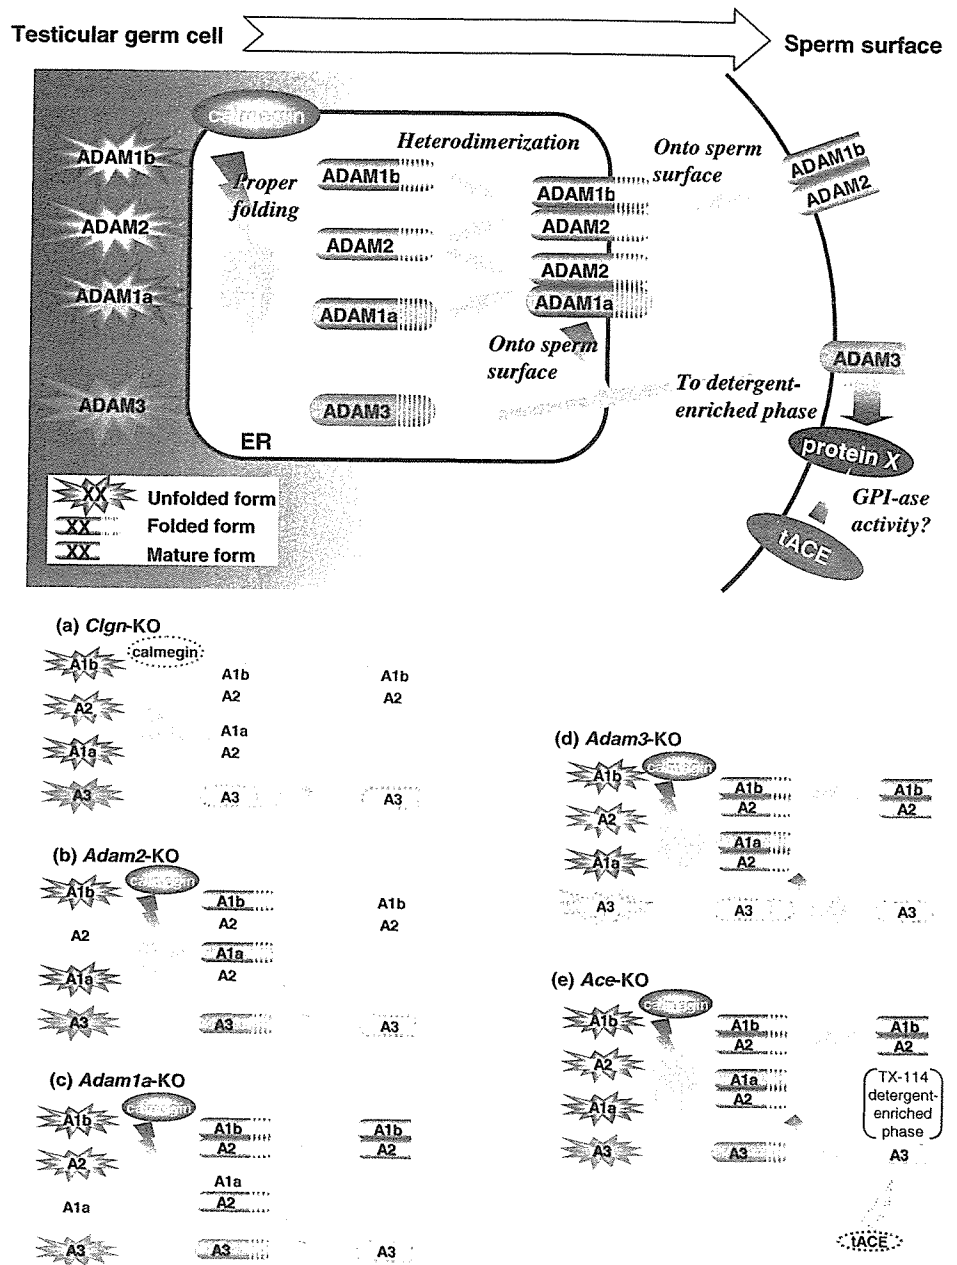 Testicular germ cell
Sperm surface
calmegin
ADAM1b
ADAM2
ADAM1a
ADAM3
Proper
folding
Heterodimerization
ADAM1b
ADAM2
ADAM1a
ADAM3
ER
ADAM1b
ADAM2
ADAM2
ADAM1a
Onto sperm
surface
Onto sperm
surface
To detergent-
enriched phase
ADAM1b
ADAM2
ADAM3
protein X
GPI-ase
activity?
tACE
XX Unfolded form
XX Folded form
XX Mature form
(a) Clgn-KO
calmegin
A1b A1b A1b
A2 A2 A2
A1a A1a
A2
A3 A3 A3
(b) Adam2-KO
calmegin
A1b A1b A1b
A2 A2 A2
A1a A1a
A2
A3 A3 A3
(c) Adam1a-KO
calmegin
A1b A1b A1b
A2 A2 A2
A1a A1a
A2
A3 A3 A3
(d) Adam3-KO
calmegin
A1b A1b A1b
A2 A2 A2
A1a A1a
A2
A3 A3 A3
(e) Ace-KO
calmegin
A1b A1b A1b
A2 A2 A2
A1a A1a
A2
TX-114
detergent-
enriched
phase
A3 A3 A3
tACE